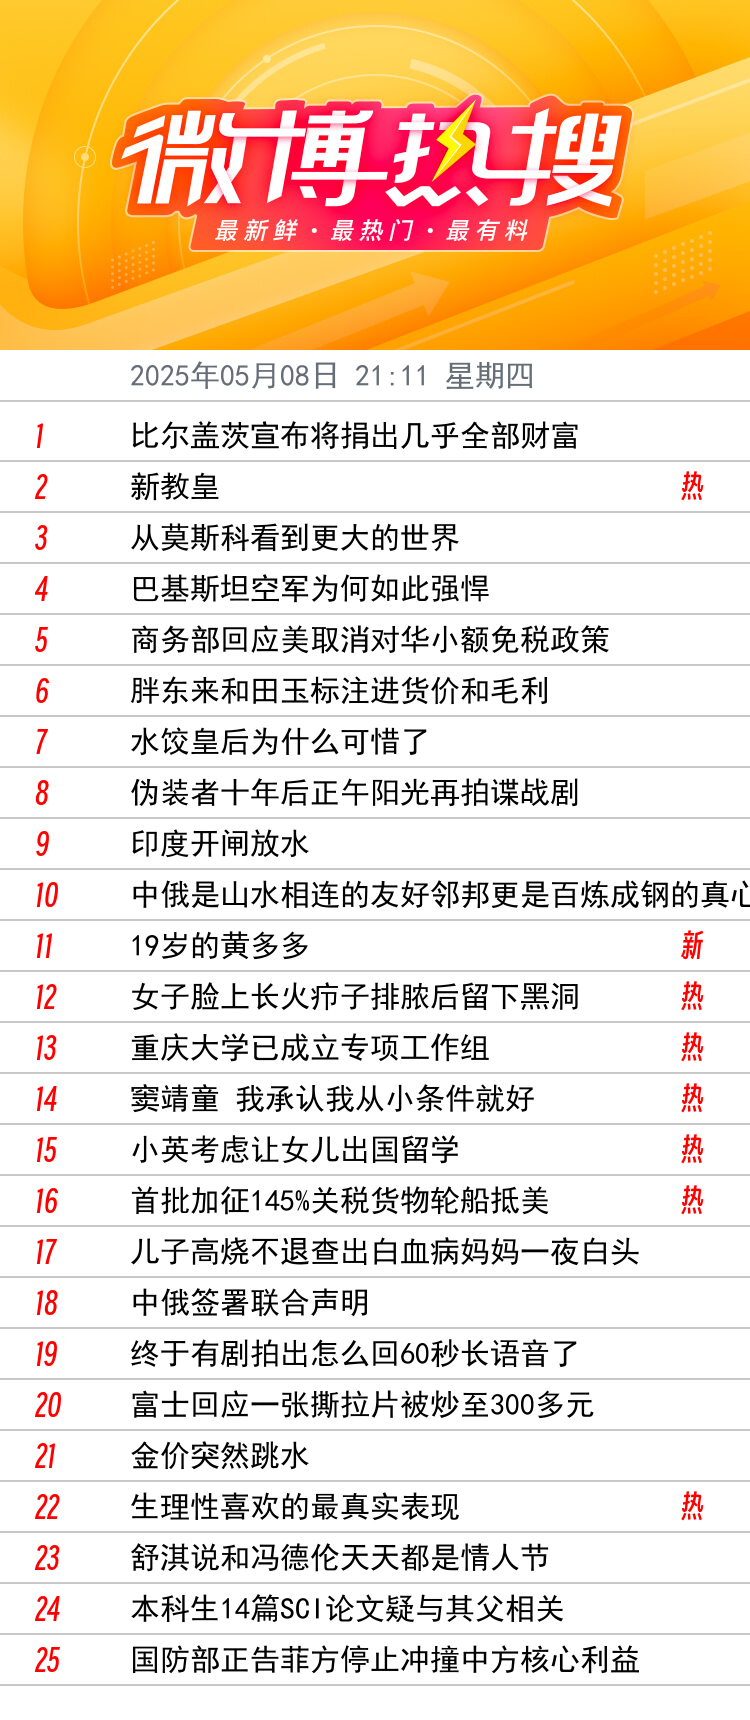 微博热搜
最新鲜·最热门·最有料
2025年05月08日 21:11 星期四
1 比尔盖茨宣布将捐出几乎全部财富
2 新教皇 热
3 从莫斯科看到更大的世界
4 巴基斯坦空军为何如此强悍
5 商务部回应美取消对华小额免税政策
6 胖东来和田玉标注进货价和毛利
7 水饺皇后为什么可惜了
8 伪装者十年后正午阳光再拍谍战剧
9 印度开闸放水
10 中俄是山水相连的友好邻邦更是百炼成钢的真心
11 19岁的黄多多 新
12 女子脸上长火疖子排脓后留下黑洞 热
13 重庆大学已成立专项工作组 热
14 窦靖童 我承认我从小条件就好 热
15 小英考虑让女儿出国留学 热
16 首批加征145%关税货物轮船抵美 热
17 儿子高烧不退查出白血病妈妈一夜白头
18 中俄签署联合声明
19 终于有剧拍出怎么回60秒长语音了
20 富士回应一张撕拉片被炒至300多元
21 金价突然跳水
22 生理性喜欢的最真实表现 热
23 舒淇说和冯德伦天天都是情人节
24 本科生14篇SCI论文疑与其父相关
25 国防部正告菲方停止冲撞中方核心利益